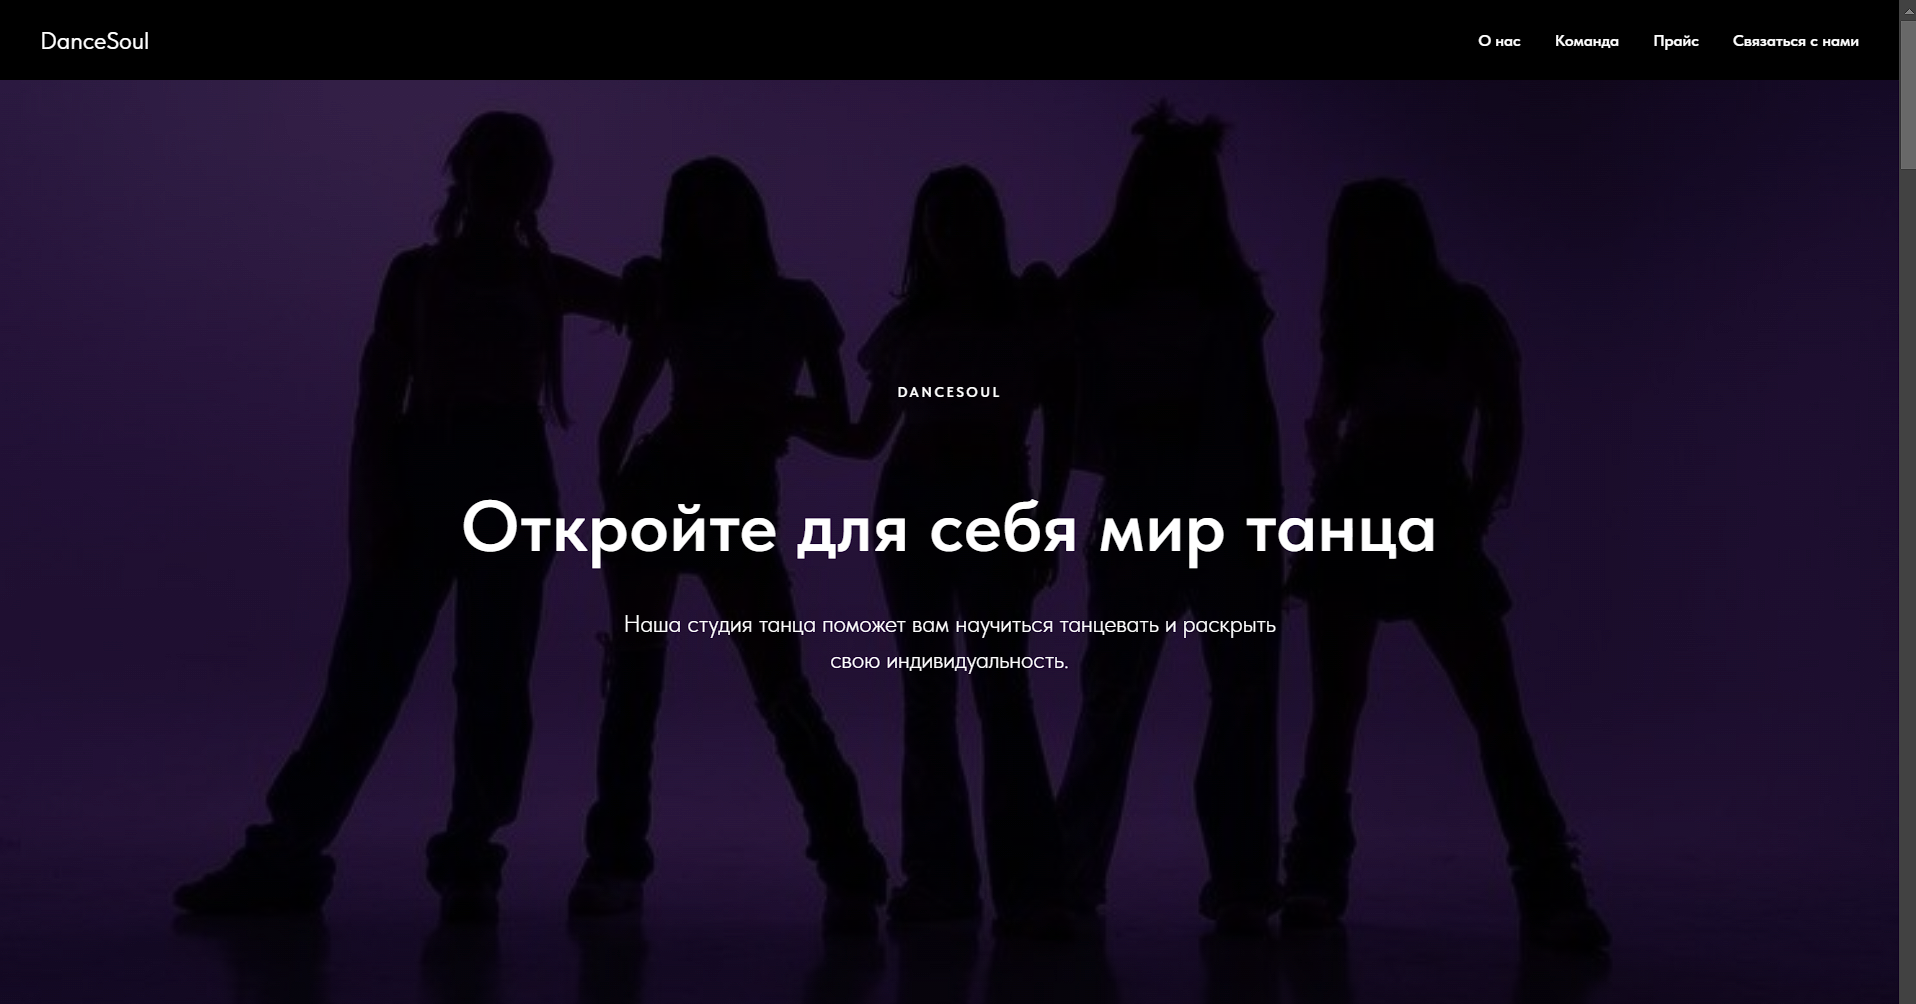 DanceSoul
О нас
Команда
Прайс
Связаться с нами
DANCESOUL
Откройте для себя мир танца
Наша студия танца поможет вам научиться танцевать и раскрыть
свою индивидуальность.